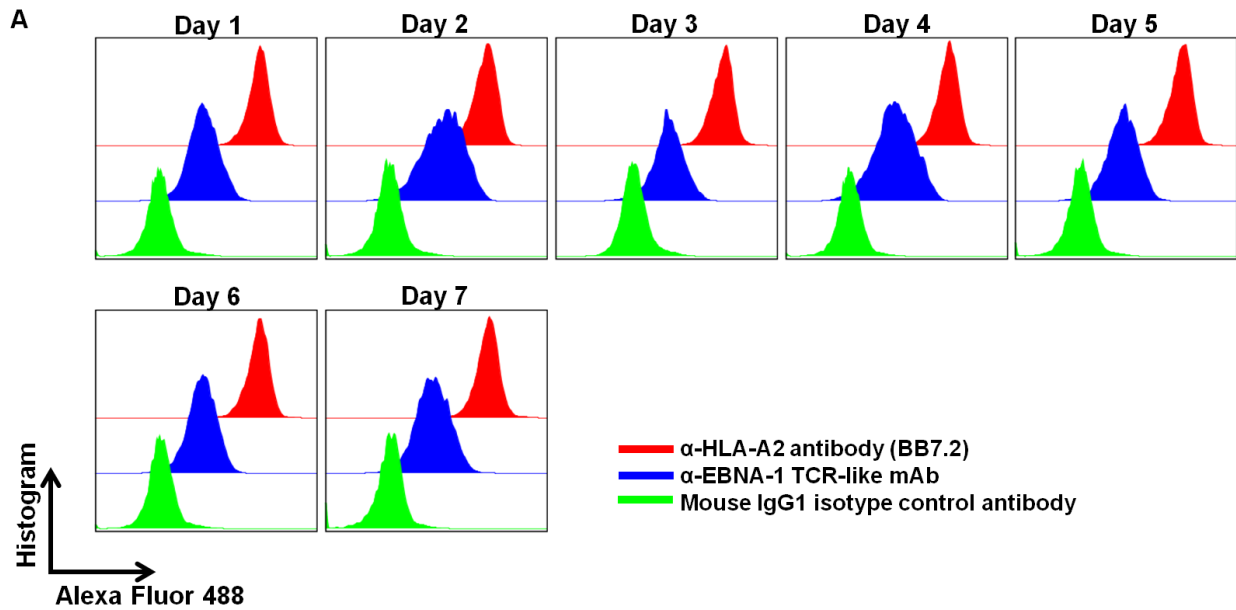 A
Day 1
Day 2
Day 3
Day 4
Day 5
Day 6
Day 7
α-HLA-A2 antibody (BB7.2)
α-EBNA-1 TCR-like mAb
Mouse IgG1 isotype control antibody
Histogram
Alexa Fluor 488